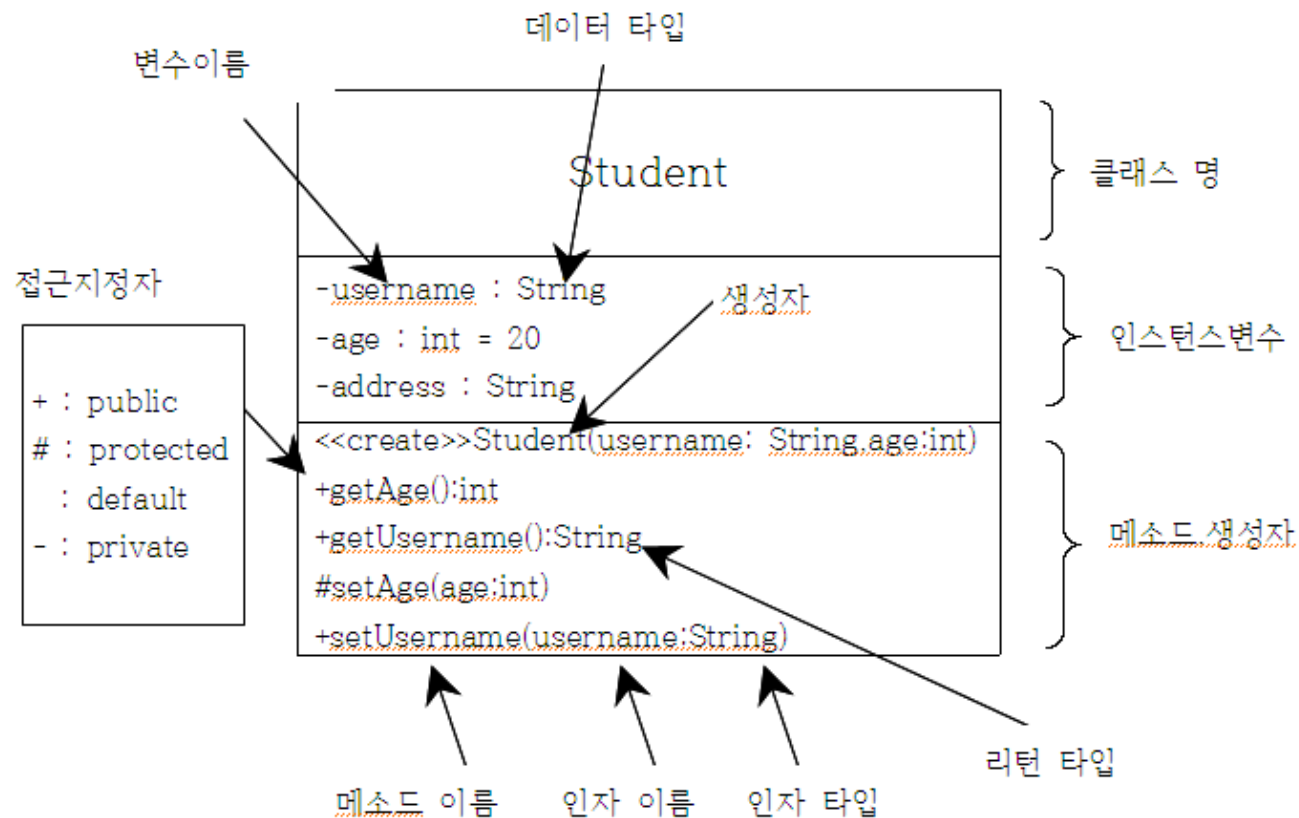 데이터 타입
변수이름
Student
클래스 명
접근지정자
+ : public
# : protected
: default
- : private
-username : String
-age : int = 20
-address : String
생성자
인스턴스변수
<<create>>Student(username: String,age:int)
+getAge():int
+getUsername():String
#setAge(age:int)
+setUsername(username:String)
메소드,생성자
리턴 타입
메소드 이름
인자 이름
인자 타입